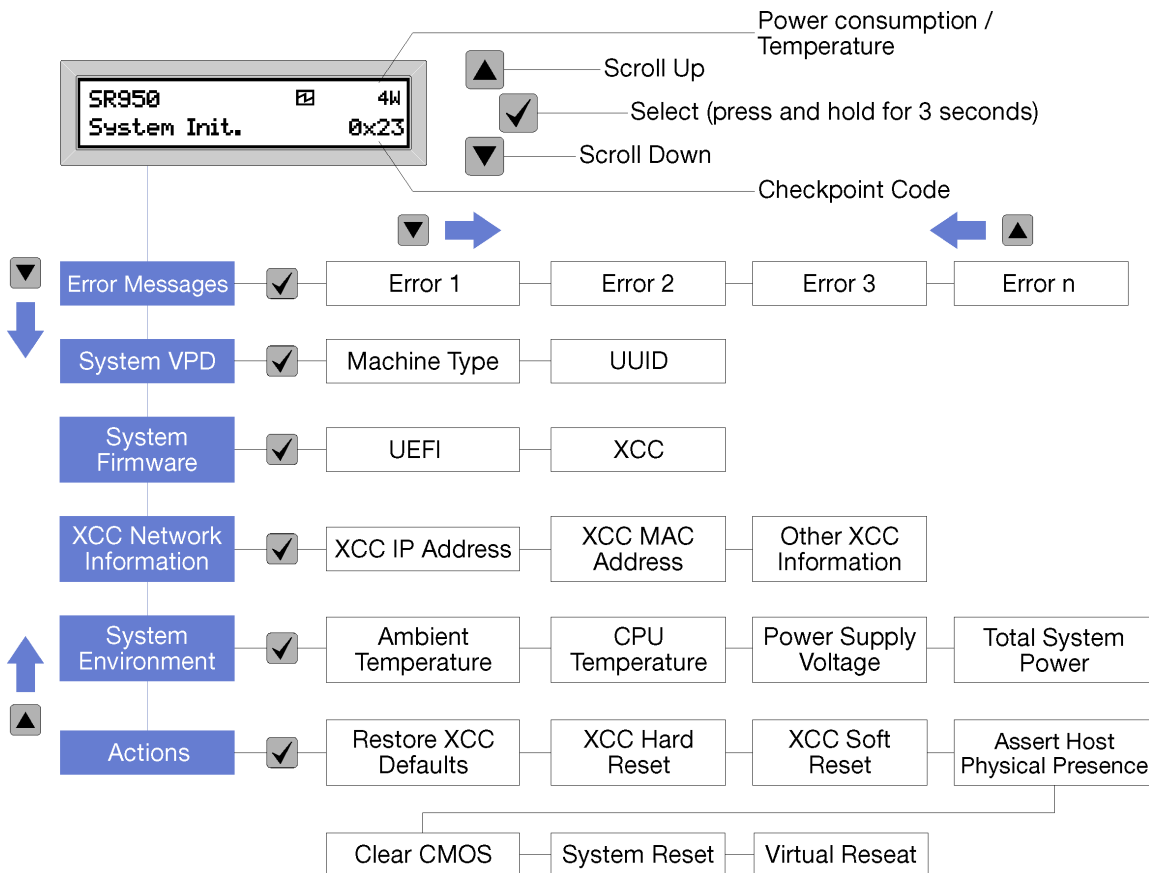 Power consumption /
Temperature
SR950 4W
System Init. 0x23
Scroll Up
Select (press and hold for 3 seconds)
Scroll Down
Checkpoint Code
Error Messages
Error 1
Error 2
Error 3
Error n
System VPD
Machine Type
UUID
System
Firmware
UEFI
XCC
XCC Network
Information
XCC IP Address
XCC MAC
Address
Other XCC
Information
System
Environment
Ambient
Temperature
CPU
Temperature
Power Supply
Voltage
Total System
Power
Actions
Restore XCC
Defaults
XCC Hard
Reset
XCC Soft
Reset
Assert Host
Physical Presence
Clear CMOS
System Reset
Virtual Reseat